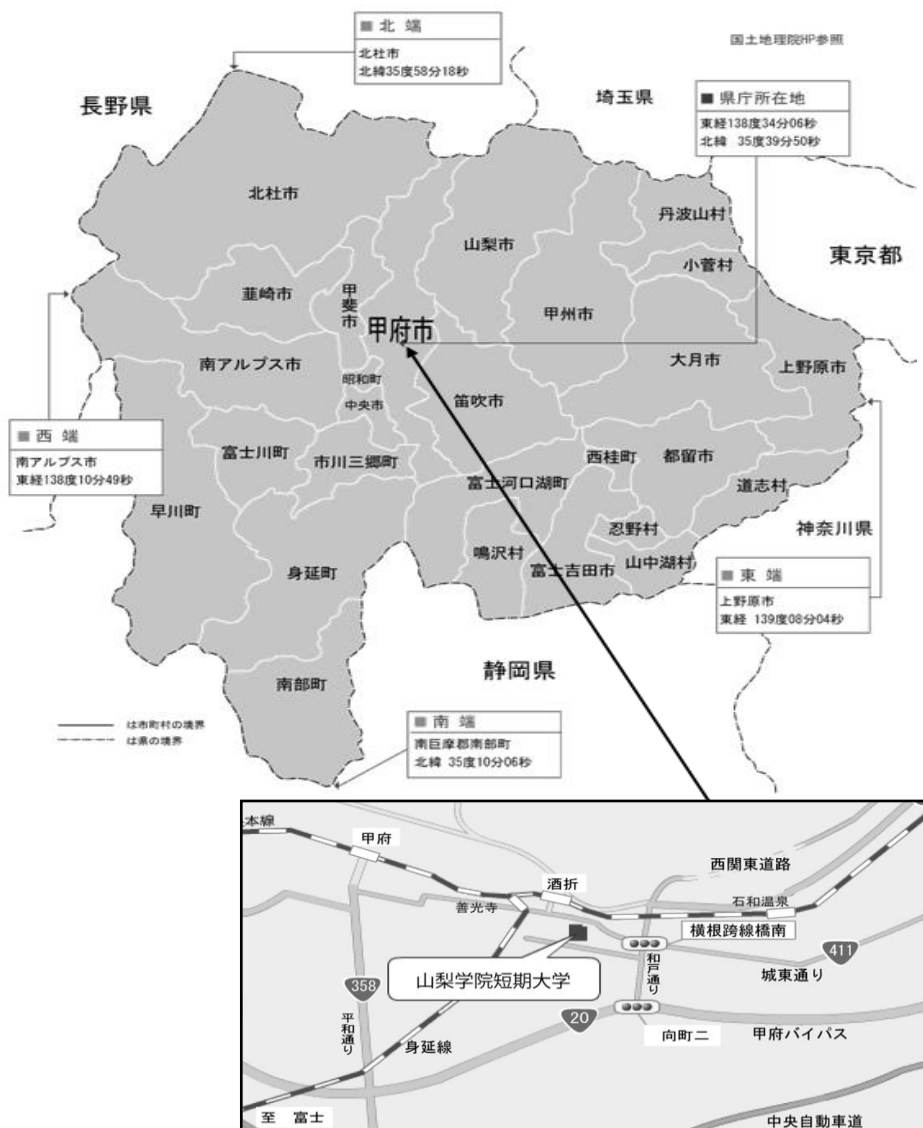 ■ 北 端
北杜市
北緯35度58分18秒
国土地理院HP参照
長野県
埼玉県
■ 県庁所在地
東経138度34分06秒
北緯 35度39分50秒
北杜市
山梨市
丹波山村
小菅村
東京都
韮崎市
甲斐市
甲府市
甲州市
大月市
上野原市
南アルプス市
昭和町
中央市
笛吹市
■ 西 端
南アルプス市
東経138度10分49秒
富士川町
市川三郷町
西桂町
都留市
富士河口湖町
道志村
早川町
忍野村
神奈川県
鳴沢村
富士吉田市
山中湖村
身延町
■ 東 端
上野原市
東経 139度08分04秒
静岡県
南部町
は市町村の境界
は県の境界
■ 南 端
南巨摩郡南部町
北緯 35度10分06秒
本線
甲府
西関東道路
酒折
善光寺
石和温泉
横根跨線橋南
山梨学院短期大学
和戸通り
411
城東通り
358
平和通り
20
身延線
向町二
甲府バイパス
至 富士
中央自動車道